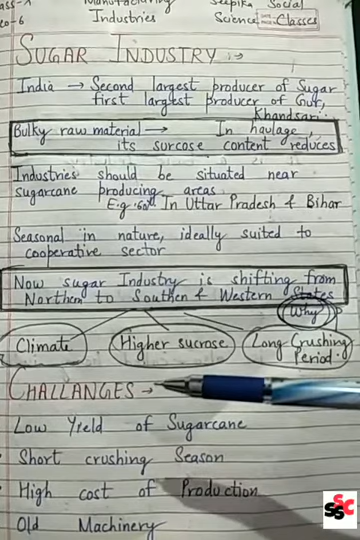 Manufacturing
Industries
Deepika Social
Science Classes
SUGAR INDUSTRY :→
India → Second largest producer of Sugar
first largest producer of Gur,
Khandsari.
Bulky raw material → In haulage,
its surcose content reduces
Industries should be situated near
sugarcane producing areas.
E.g. 60% In Uttar Pradesh & Bihar
Seasonal in nature, ideally suited to
cooperative sector
Now sugar Industry is shifting from
Northern to Southen & Western States
Why
Climate
Higher sucrose
Long Crushing
Period.
CHALLANGES →
Low Yield of Sugarcane
Short crushing Season
High cost of Production
Old Machinery
SSC